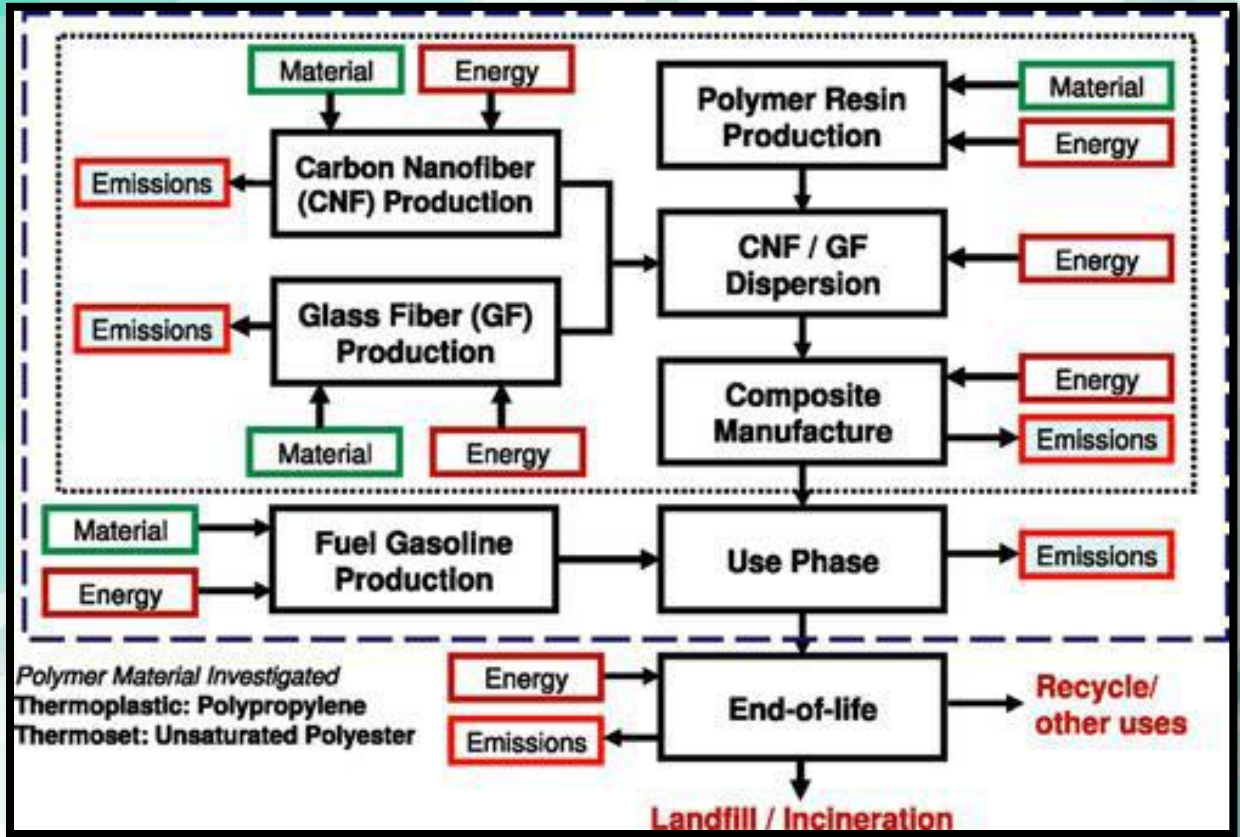 Material
Energy
Polymer Resin
Production
Material
Energy
Emissions
Carbon Nanofiber
(CNF) Production
CNF / GF
Dispersion
Energy
Emissions
Glass Fiber (GF)
Production
Composite
Manufacture
Energy
Emissions
Material
Energy
Material
Energy
Fuel Gasoline
Production
Use Phase
Emissions
Polymer Material Investigated
Thermoplastic: Polypropylene
Thermoset: Unsaturated Polyester
Energy
Emissions
End-of-life
Recycle/
other uses
Landfill / Incineration